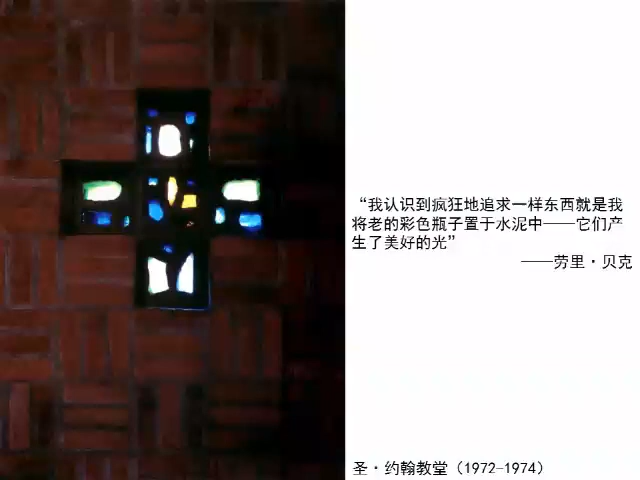 “我认识到疯狂地追求一样东西就是我
将老的彩色瓶子置于水泥中——它们产
生了美好的光”
——劳里·贝克
圣·约翰教堂（1972-1974）